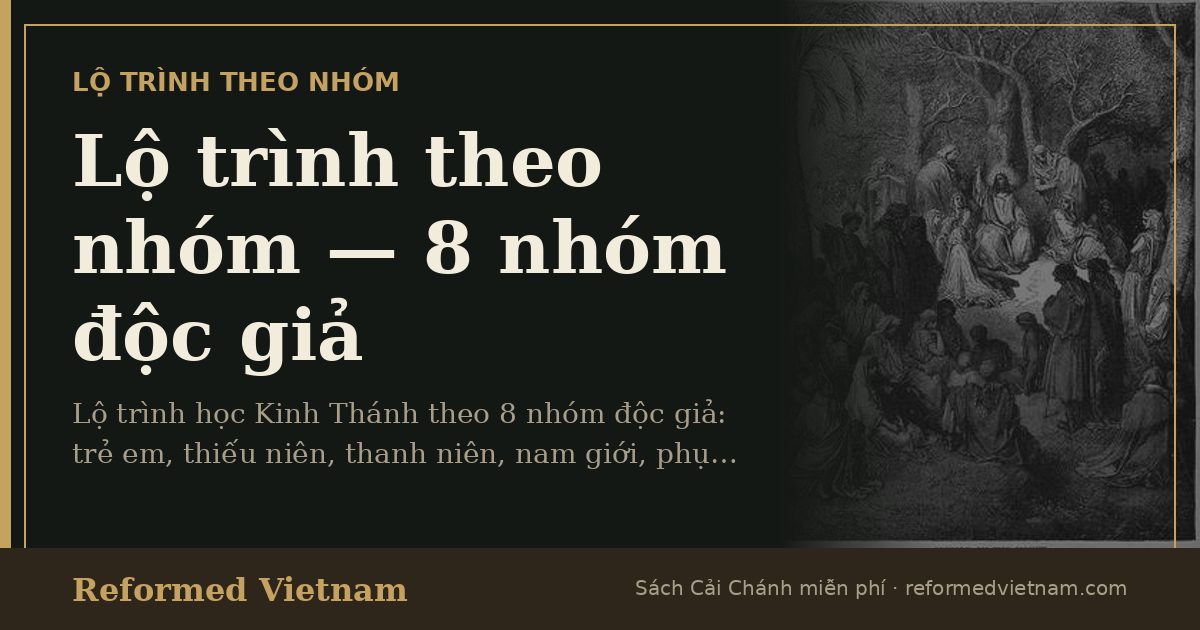 LỘ TRÌNH THEO NHÓM
Lộ trình theo
nhóm — 8 nhóm
độc giả
Lộ trình học Kinh Thánh theo 8 nhóm độc giả:
trẻ em, thiếu niên, thanh niên, nam giới, phụ...
Reformed Vietnam
Sách Cải Chánh miễn phí · reformedvietnam.com